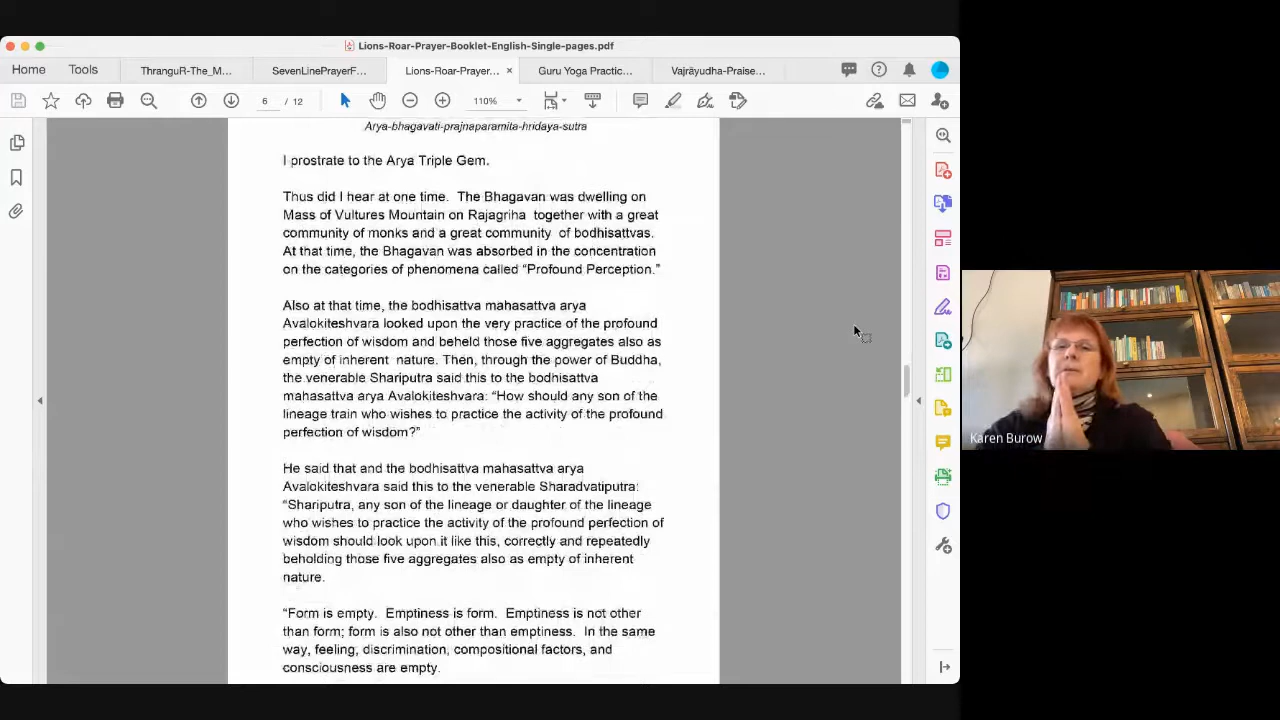 Lions-Roar-Prayer-Booklet-English-Single-pages.pdf
Home Tools ThranguR-The_M... SevenLinePrayerF... Lions-Roar-Prayer... × Guru Yoga Practic... Vajrāyudha-Praise...
6 / 12 110%
Arya-bhagavati-prajnaparamita-hridaya-sutra
I prostrate to the Arya Triple Gem.
Thus did I hear at one time. The Bhagavan was dwelling on
Mass of Vultures Mountain on Rajagriha together with a great
community of monks and a great community of bodhisattvas.
At that time, the Bhagavan was absorbed in the concentration
on the categories of phenomena called “Profound Perception.”
Also at that time, the bodhisattva mahasattva arya
Avalokiteshvara looked upon the very practice of the profound
perfection of wisdom and beheld those five aggregates also as
empty of inherent nature. Then, through the power of Buddha,
the venerable Shariputra said this to the bodhisattva
mahasattva arya Avalokiteshvara: “How should any son of the
lineage train who wishes to practice the activity of the profound
perfection of wisdom?”
He said that and the bodhisattva mahasattva arya
Avalokiteshvara said this to the venerable Sharadvatiputra:
“Shariputra, any son of the lineage or daughter of the lineage
who wishes to practice the activity of the profound perfection of
wisdom should look upon it like this, correctly and repeatedly
beholding those five aggregates also as empty of inherent
nature.
“Form is empty. Emptiness is form. Emptiness is not other
than form; form is also not other than emptiness. In the same
way, feeling, discrimination, compositional factors, and
consciousness are empty.
Karen Burow